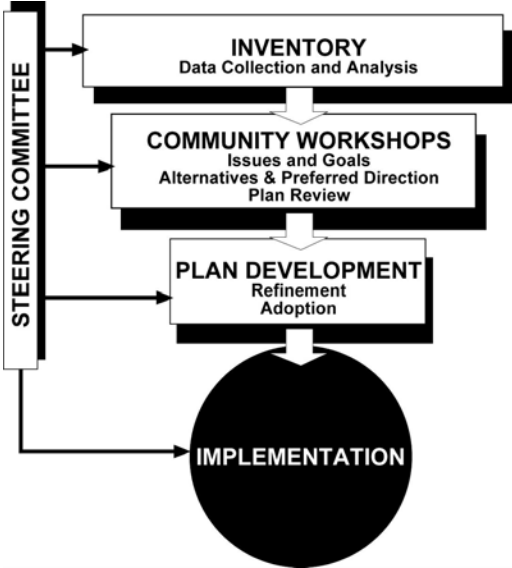 STEERING COMMITTEE
INVENTORY
Data Collection and Analysis
COMMUNITY WORKSHOPS
Issues and Goals
Alternatives & Preferred Direction
Plan Review
PLAN DEVELOPMENT
Refinement
Adoption
IMPLEMENTATION